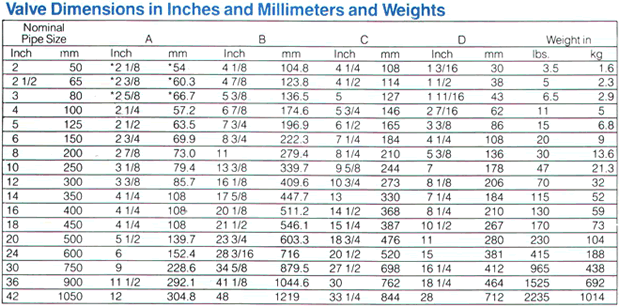 Valve Dimensions in Inches and Millimeters and Weights
Nominal
Pipe Size A B C D Weight in
Inch mm Inch mm Inch mm Inch mm Inch mm lbs. kg
2 50 *2 1/8 *54 4 1/8 104.8 4 1/4 108 1 3/16 30 3.5 1.6
2 1/2 65 *2 3/8 *60.3 4 7/8 123.8 4 1/2 114 1 1/2 38 5 2.3
3 80 *2 5/8 *66.7 5 3/8 136.5 5 127 1 11/16 43 6.5 2.9
4 100 2 1/4 57.2 6 7/8 174.6 5 3/4 146 2 7/16 62 11 5
5 125 2 1/2 63.5 7 3/4 196.9 6 1/2 165 3 3/8 86 15 6.8
6 150 2 3/4 69.9 8 3/4 222.3 7 1/4 184 4 1/4 108 20 9
8 200 2 7/8 73.0 11 279.4 8 1/4 210 5 3/8 136 30 13.6
10 250 3 1/8 79.4 13 3/8 339.7 9 5/8 244 7 178 47 21.3
12 300 3 3/8 85.7 16 1/8 409.6 10 3/4 273 8 1/8 206 70 32
14 350 4 1/4 108 17 5/8 447.7 13 330 7 1/4 184 115 52
16 400 4 1/4 108 20 1/8 511.2 14 1/2 368 8 1/4 210 130 59
18 450 4 1/4 108 21 1/2 546.1 15 1/4 387 10 1/2 267 170 73
20 500 5 1/2 139.7 23 3/4 603.3 18 3/4 476 11 280 230 104
24 600 6 152.4 28 3/16 716 20 1/2 520 15 381 415 188
30 750 9 228.6 34 5/8 879.5 27 1/2 698 16 1/4 412 965 438
36 900 11 1/2 292.1 41 1/8 1044.6 30 762 18 1/4 464 1525 692
42 1050 12 304.8 48 1219 33 1/4 844 28 712 2232 1014